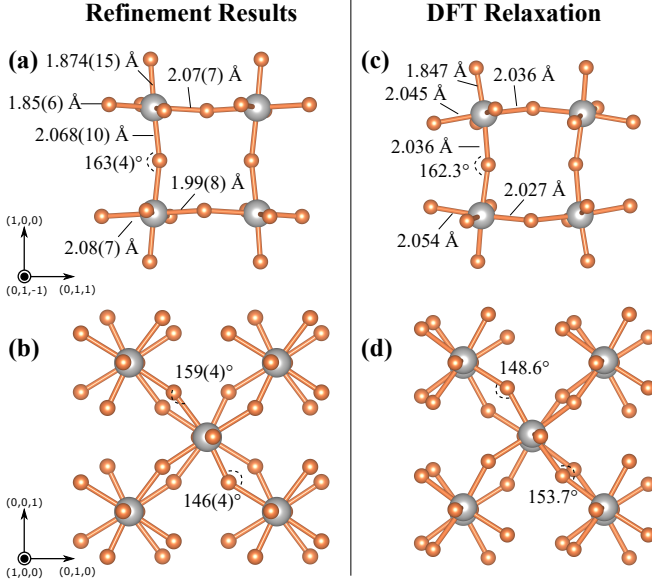 Refinement Results
DFT Relaxation
(a)
1.874(15) Å
2.07(7) Å
1.85(6) Å
2.068(10) Å
163(4)°
1.99(8) Å
2.08(7) Å
(1,0,0)
(0,1,-1)
(0,1,1)
(c)
1.847 Å
2.036 Å
2.045 Å
2.036 Å
162.3°
2.027 Å
2.054 Å
(b)
159(4)°
146(4)°
(0,0,1)
(1,0,0)
(0,1,0)
(d)
148.6°
153.7°